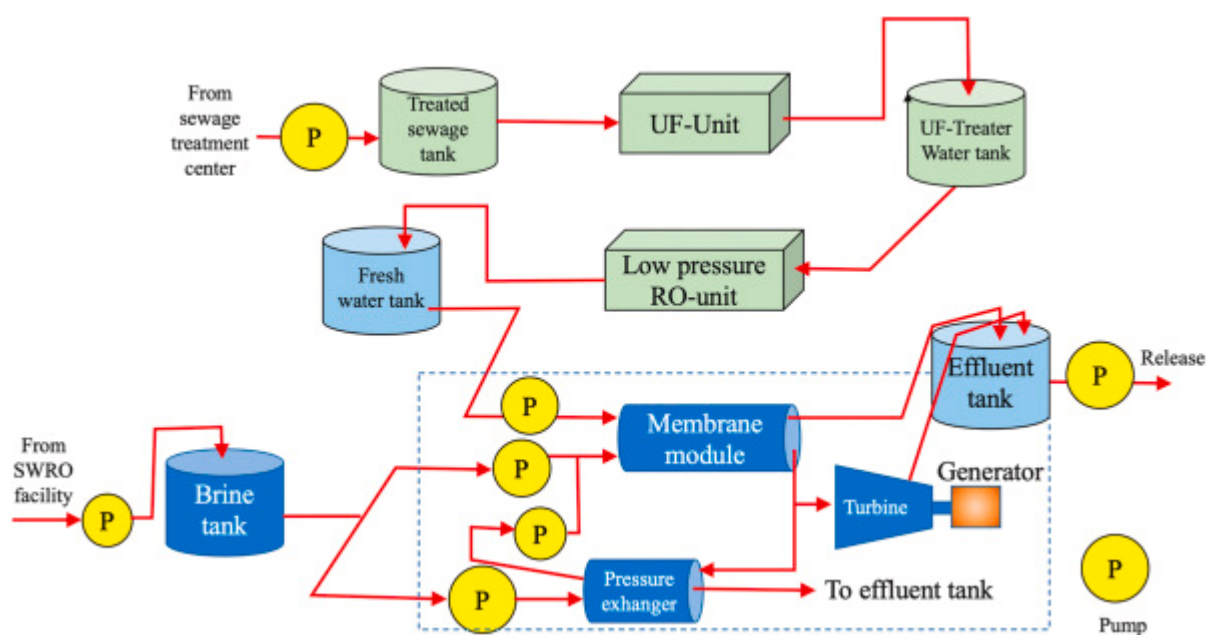 From
sewage
treatment
center
P
Treated
sewage
tank
UF-Unit
UF-Treater
Water tank
Fresh
water tank
Low pressure
RO-unit
Effluent
tank
P
Release
P
Membrane
module
From
SWRO
facility
P
Brine
tank
P
P
Turbine
Generator
P
Pressure
exhanger
To effluent tank
P
Pump